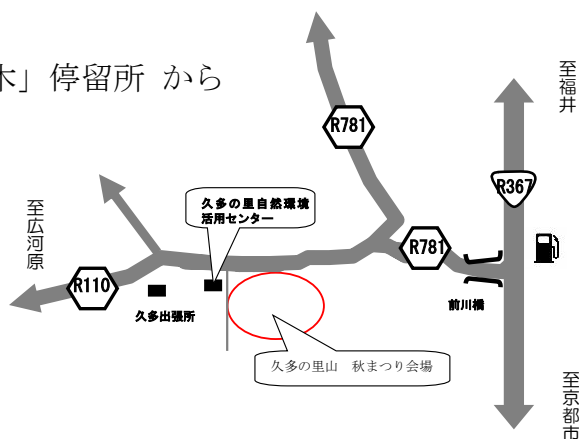 木」停留所 から
至福井
R781
R367
久多の里自然環境
活用センター
至広河原
R781
R110
前川橋
久多出張所
久多の里山 秋まつり会場
至京都市